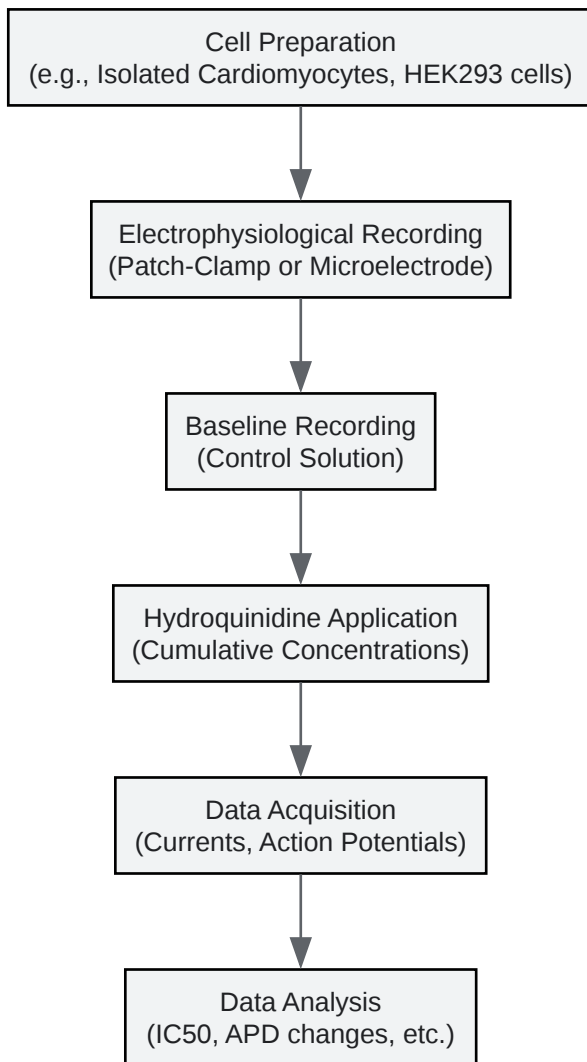 Cell Preparation
(e.g., Isolated Cardiomyocytes, HEK293 cells)
Electrophysiological Recording
(Patch-Clamp or Microelectrode)
Baseline Recording
(Control Solution)
Hydroquinidine Application
(Cumulative Concentrations)
Data Acquisition
(Currents, Action Potentials)
Data Analysis
(IC50, APD changes, etc.)